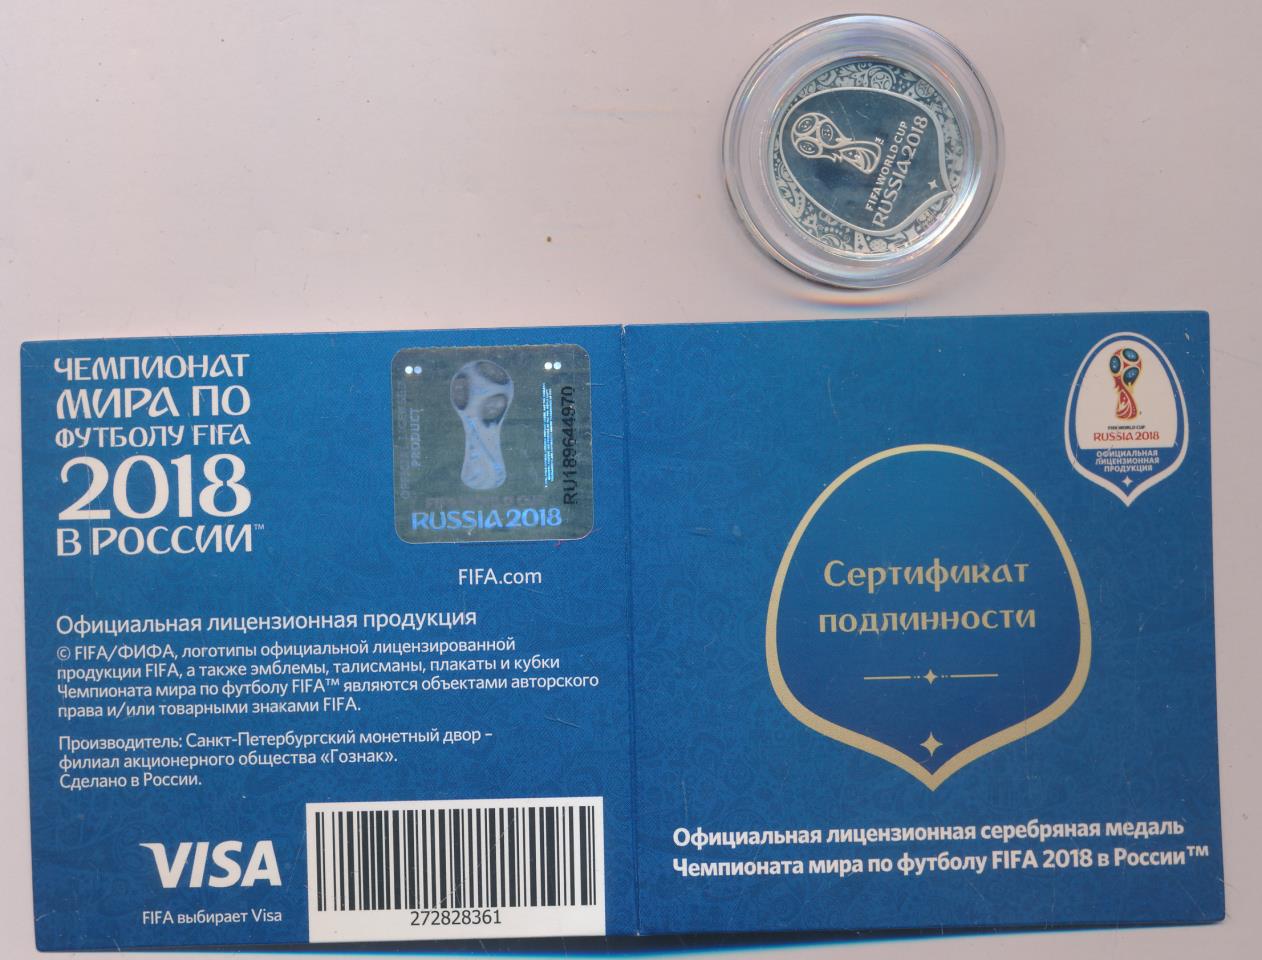 FIFA WORLD CUP
RUSSIA 2018
ЧЕМПИОНАТ
МИРА ПО
ФУТБОЛУ FIFA
2018
В РОССИИ™
PRODUCT
RU189644970
RUSSIA 2018
FIFA.com
Официальная лицензионная продукция
© FIFA/ФИФА, логотипы официальной лицензированной
продукции FIFA, а также эмблемы, талисманы, плакаты и кубки
Чемпионата мира по футболу FIFA™ являются объектами авторского
права и/или товарными знаками FIFA.
Производитель: Санкт-Петербургский монетный двор –
филиал акционерного общества «Гознак».
Сделано в России.
VISA
FIFA выбирает Visa
272828361
FIFA WORLD CUP
RUSSIA 2018
ОФИЦИАЛЬНАЯ
ЛИЦЕНЗИОННАЯ
ПРОДУКЦИЯ
Сертификат
подлинности
Официальная лицензионная серебряная медаль
Чемпионата мира по футболу FIFA 2018 в России™